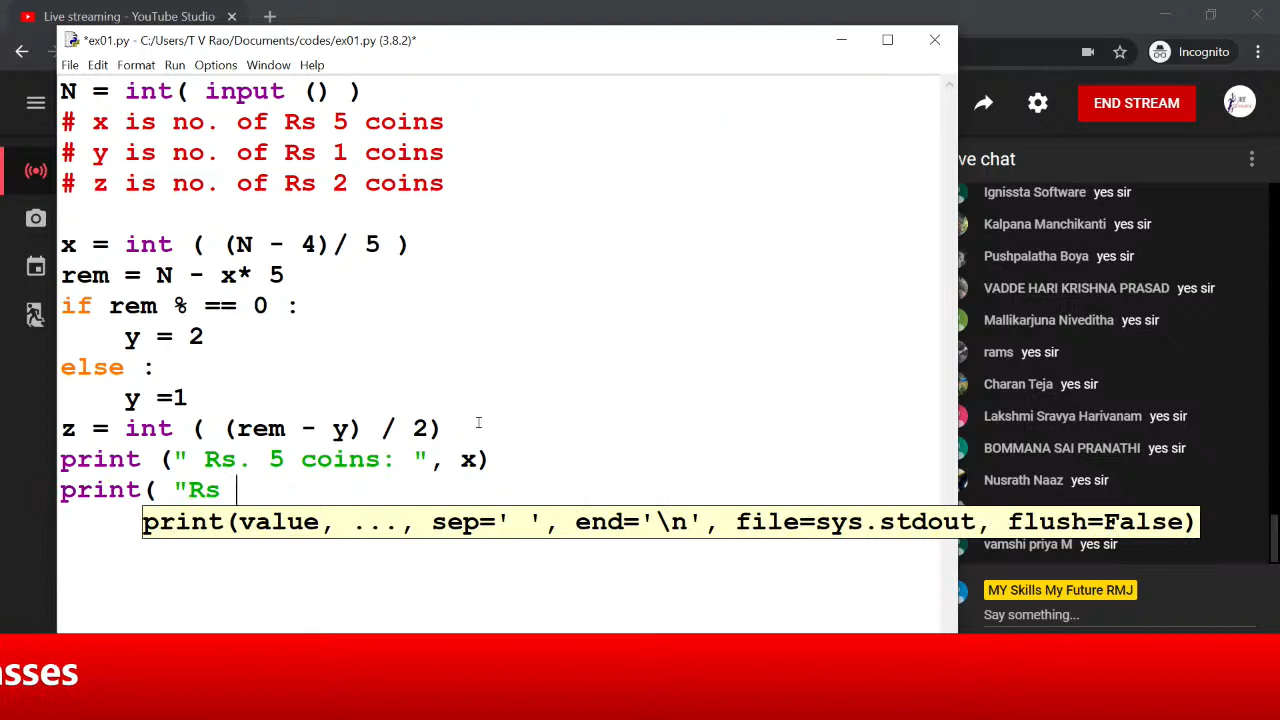 Live streaming - YouTube Studio
Incognito
*ex01.py - C:/Users/T V Rao/Documents/codes/ex01.py (3.8.2)*
File Edit Format Run Options Window Help
N = int( input () )
# x is no. of Rs 5 coins
# y is no. of Rs 1 coins
# z is no. of Rs 2 coins
x = int ( (N - 4)/ 5 )
rem = N - x* 5
if rem % == 0 :
y = 2
else :
y =1
z = int ( (rem - y) / 2)
print (" Rs. 5 coins: ", x)
print( "Rs
print(value, ..., sep=' ', end='\n', file=sys.stdout, flush=False)
END STREAM
ve chat
Ignissta Software yes sir
Kalpana Manchikanti yes sir
Pushpalatha Boya yes sir
VADDE HARI KRISHNA PRASAD yes sir
Mallikarjuna Niveditha yes sir
rams yes sir
Charan Teja yes sir
Lakshmi Sravya Harivanam yes sir
BOMMANA SAI PRANATHI yes sir
Nusrath Naaz yes sir
vamshi priya M yes sir
MY Skills My Future RMJ
Say something...
asses